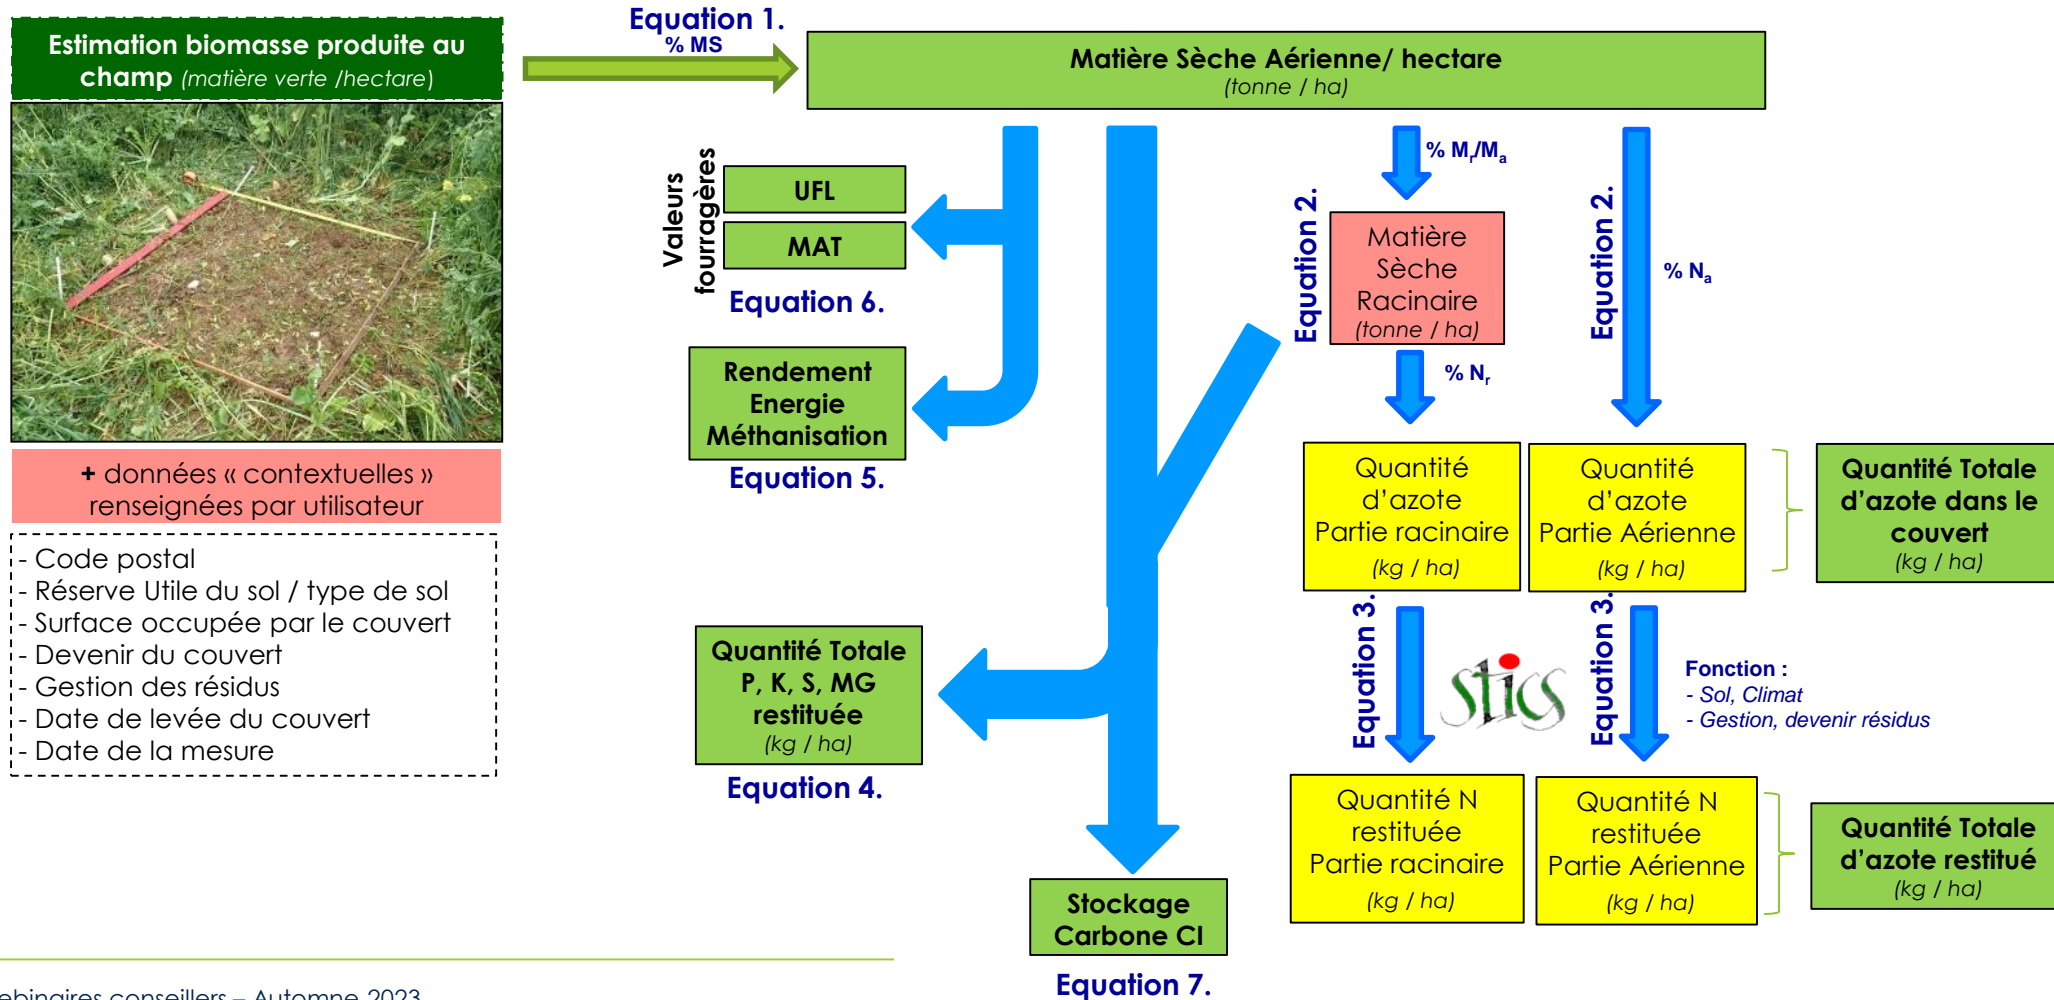 Estimation biomasse produite au
champ (matière verte /hectare)
+ données « contextuelles »
renseignées par utilisateur
- Code postal
- Réserve Utile du sol / type de sol
- Surface occupée par le couvert
- Devenir du couvert
- Gestion des résidus
- Date de levée du couvert
- Date de la mesure
Equation 1.
% MS
Matière Sèche Aérienne/ hectare
(tonne / ha)
Valeurs
fourragères
UFL
MAT
Equation 6.
Rendement
Energie
Méthanisation
Equation 5.
Quantité Totale
P, K, S, MG
restituée
(kg / ha)
Equation 4.
Stockage
Carbone CI
Equation 7.
% Mr/Ma
Equation 2.
Matière
Sèche
Racinaire
(tonne / ha)
% Nr
Equation 2.
% Na
Quantité
d'azote
Partie racinaire
(kg / ha)
Quantité
d'azote
Partie Aérienne
(kg / ha)
Quantité Totale
d'azote dans le
couvert
(kg / ha)
Equation 3.
stics
Equation 3.
Fonction :
- Sol, Climat
- Gestion, devenir résidus
Quantité N
restituée
Partie racinaire
(kg / ha)
Quantité N
restituée
Partie Aérienne
(kg / ha)
Quantité Totale
d'azote restitué
(kg / ha)
ebinaires conseillers – Automne 2023